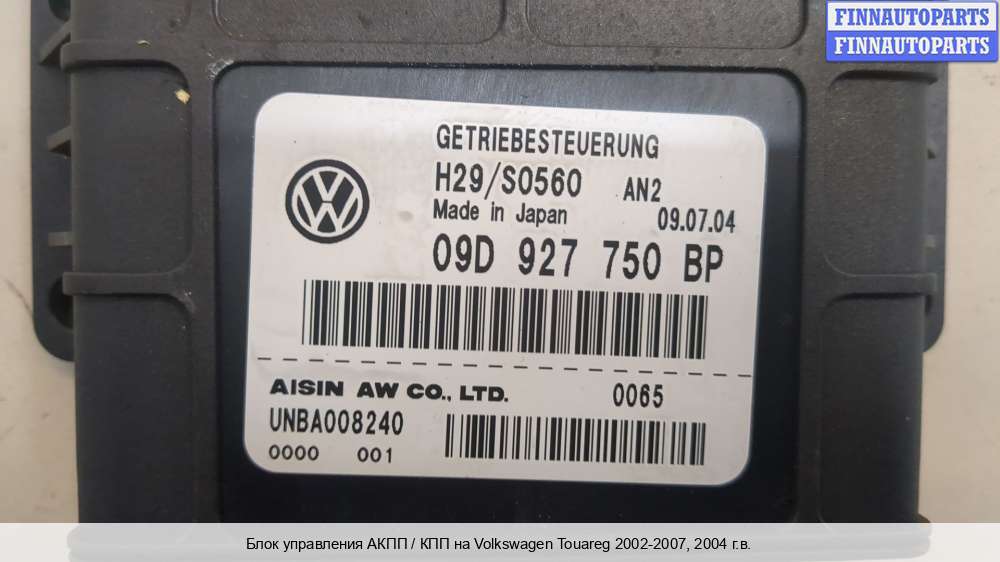 FINNAUTOPARTS
FINNAUTOPARTS
GETRIEBESTEUERUNG
H29/S0560 AN2
Made in Japan 09.07.04
09D 927 750 BP
AISIN AW CO., LTD. 0065
UNBA008240
0000 001
Блок управления АКПП / КПП на Volkswagen Touareg 2002-2007, 2004 г.в.